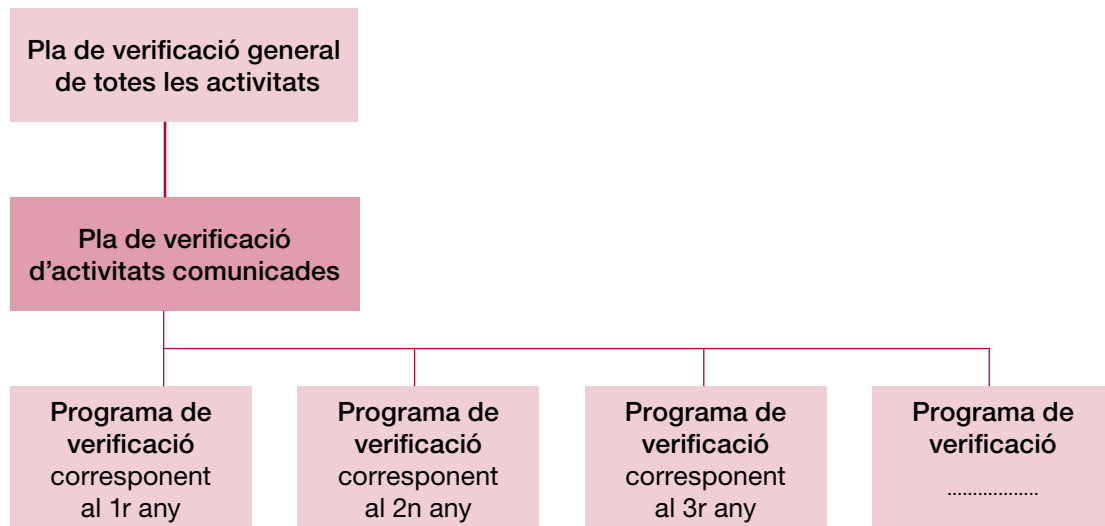 Pla de verificació general
de totes les activitats
Pla de verificació
d’activitats comunicades
Programa de
verificació
corresponent
al 1r any
Programa de
verificació
corresponent
al 2n any
Programa de
verificació
corresponent
al 3r any
Programa de
verificació
..................